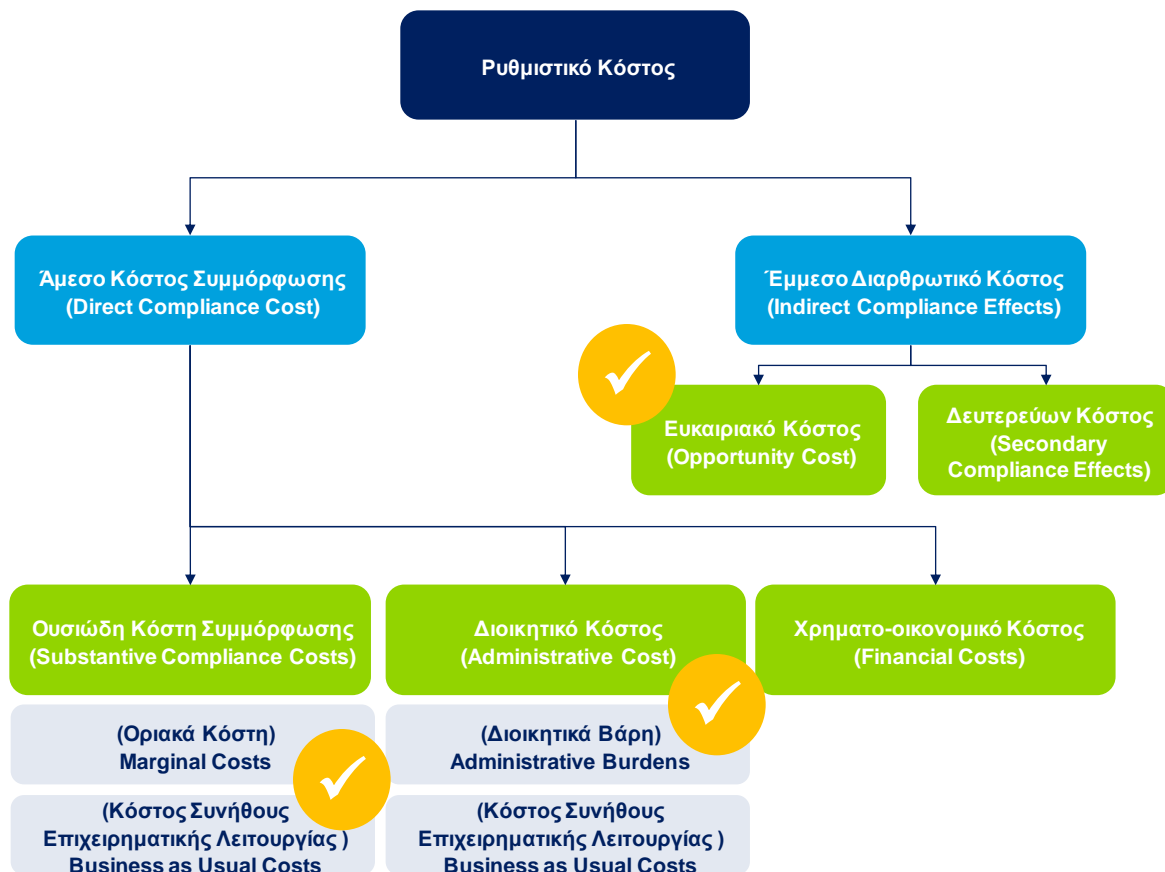 Ρυθμιστικό Κόστος
Άμεσο Κόστος Συμμόρφωσης
(Direct Compliance Cost)
Έμμεσο Διαρθρωτικό Κόστος
(Indirect Compliance Effects)
Ευκαιριακό Κόστος
(Opportunity Cost)
Δευτερεύων Κόστος
(Secondary
Compliance Effects)
Ουσιώδη Κόστη Συμμόρφωσης
(Substantive Compliance Costs)
Διοικητικό Κόστος
(Administrative Cost)
Χρηματο-οικονομικό Κόστος
(Financial Costs)
(Οριακά Κόστη)
Marginal Costs
(Διοικητικά Βάρη)
Administrative Burdens
(Κόστος Συνήθους
Επιχειρηματικής Λειτουργίας )
Business as Usual Costs
(Κόστος Συνήθους
Επιχειρηματικής Λειτουργίας )
Business as Usual Costs